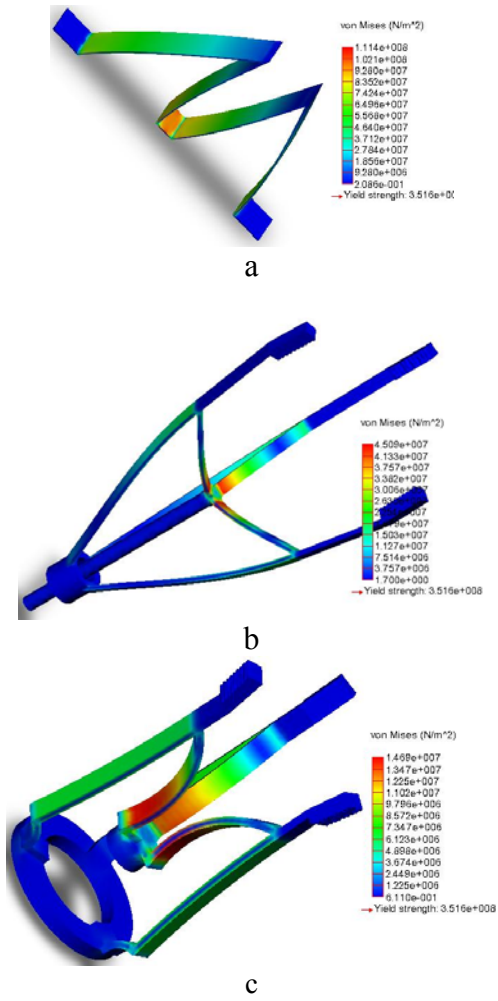 von Mises (N/m^2)
1.114e+008
1.021e+008
9.280e+007
8.352e+007
7.424e+007
6.496e+007
5.568e+007
4.640e+007
3.712e+007
2.784e+007
1.856e+007
9.280e+006
2.086e-001
Yield strength: 3.516e+00
a
von Mises (N/m^2)
4.509e+007
4.133e+007
3.757e+007
3.382e+007
3.006e+007
1.503e+007
1.127e+007
7.514e+006
3.757e+006
1.700e+000
Yield strength: 3.516e+008
b
von Mises (N/m^2)
1.469e+007
1.347e+007
1.225e+007
1.102e+007
9.796e+006
8.572e+006
7.347e+006
6.123e+006
4.898e+006
3.674e+006
2.449e+006
1.225e+006
6.110e-001
Yield strength: 3.516e+008
c